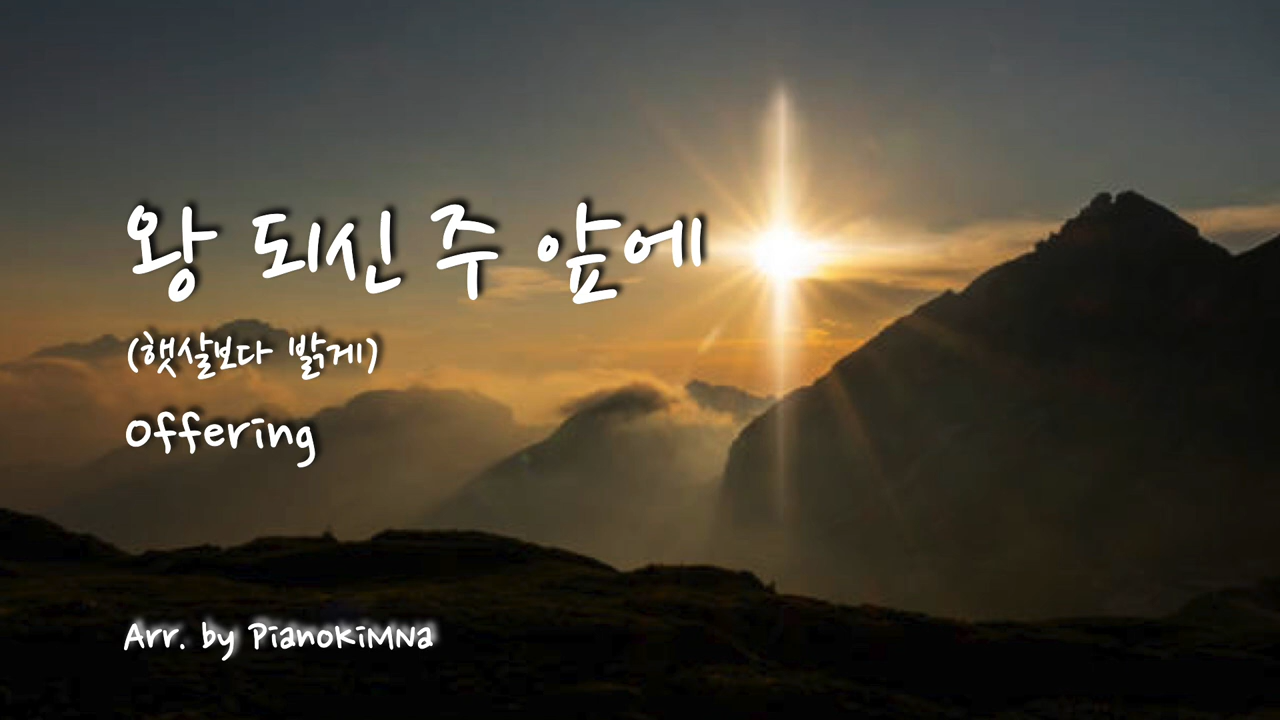 왕 되신 주 앞에
(햇살보다 밝게)
Offering
Arr. by PianoKiMNa